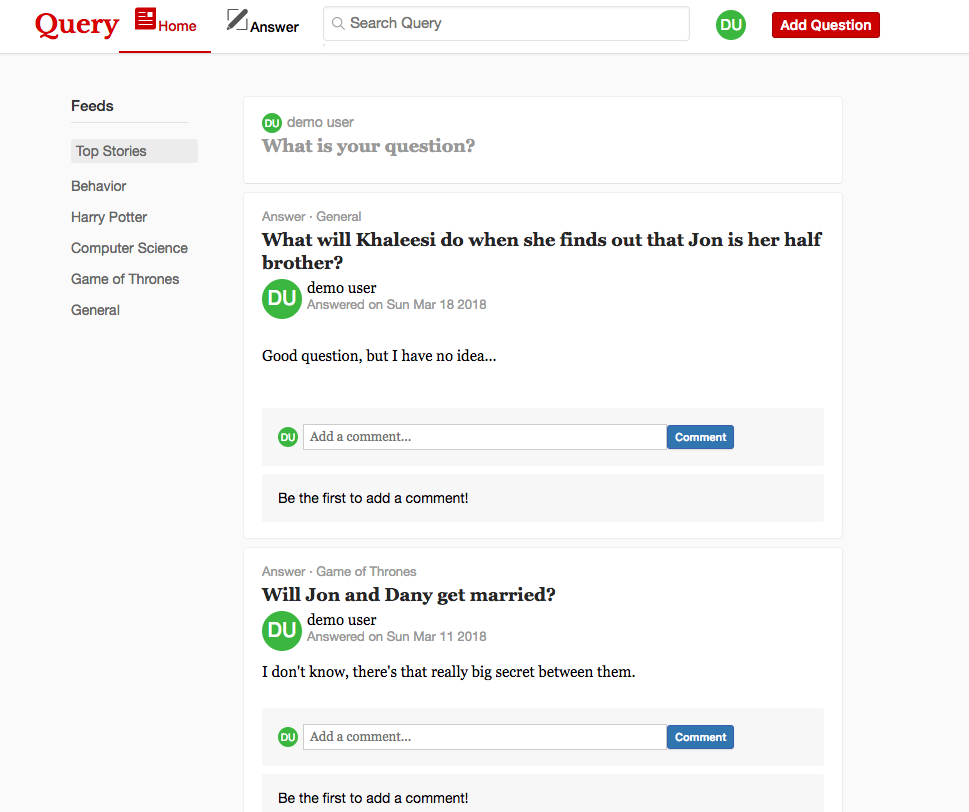 Query Home Answer Search Query DU Add Question
Feeds
Top Stories
Behavior
Harry Potter
Computer Science
Game of Thrones
General
DU demo user
What is your question?
Answer · General
What will Khaleesi do when she finds out that Jon is her half
brother?
DU demo user
Answered on Sun Mar 18 2018
Good question, but I have no idea...
DU Add a comment... Comment
Be the first to add a comment!
Answer · Game of Thrones
Will Jon and Dany get married?
DU demo user
Answered on Sun Mar 11 2018
I don't know, there's that really big secret between them.
DU Add a comment... Comment
Be the first to add a comment!